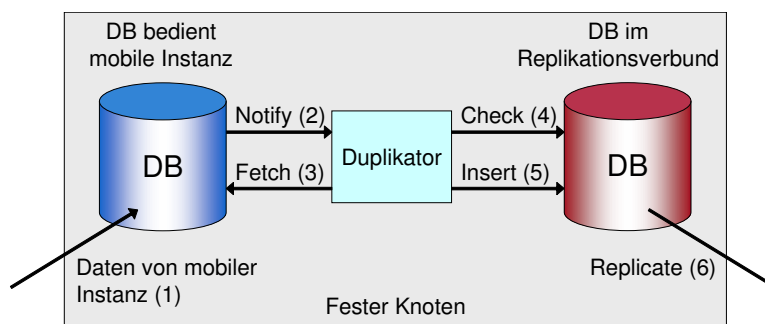 DB bedient
mobile Instanz
DB im
Replikationsverbund
Notify (2)
Check (4)
DB
Duplikator
DB
Fetch (3)
Insert (5)
Daten von mobiler
Instanz (1)
Replicate (6)
Fester Knoten